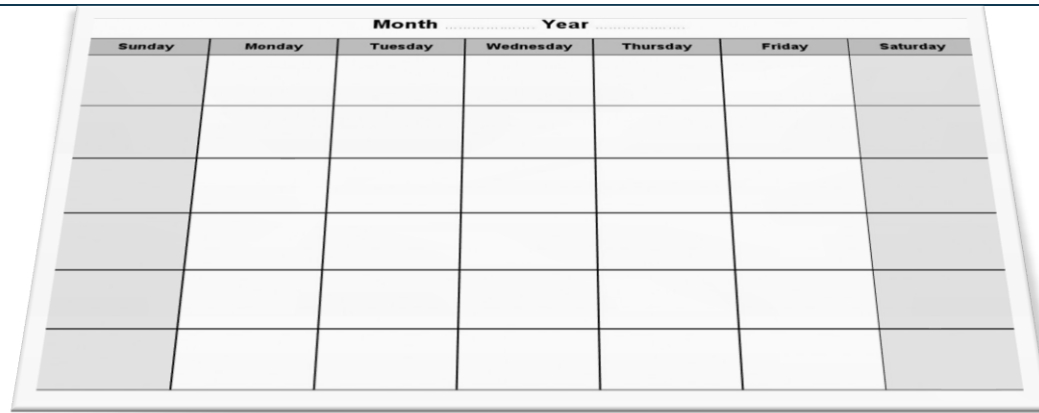 Month ................... Year ...................
Sunday Monday Tuesday Wednesday Thursday Friday Saturday